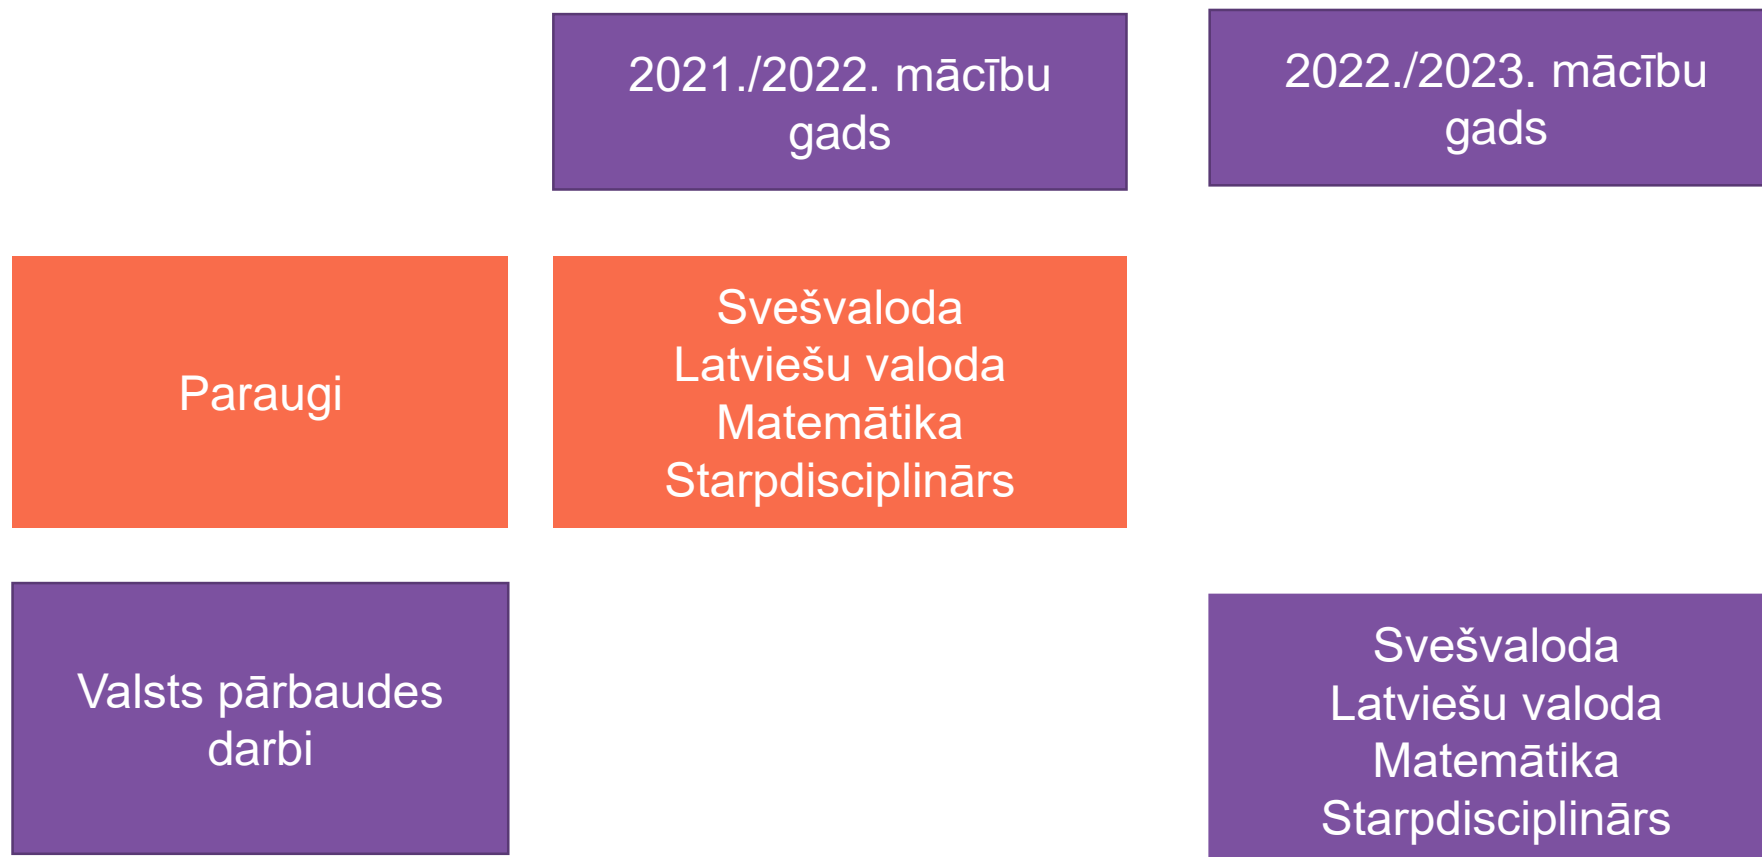 2021./2022. mācību
gads
2022./2023. mācību
gads
Paraugi
Svešvaloda
Latviešu valoda
Matemātika
Starpdisciplinārs
Valsts pārbaudes
darbi
Svešvaloda
Latviešu valoda
Matemātika
Starpdisciplinārs